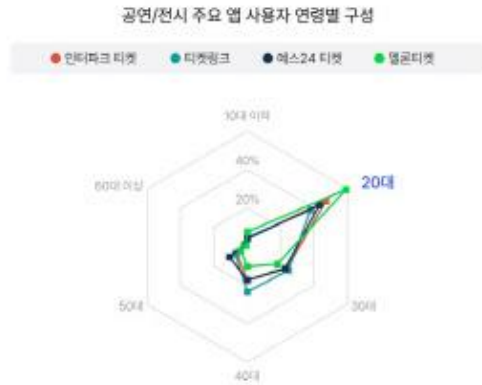 공연/전시 주요 앱 사용자 연령별 구성
인터파크 티켓 티켓링크 예스24 티켓 멜론티켓
10대 이하
40%
60대 이상
20%
20대
50대
30대
40대